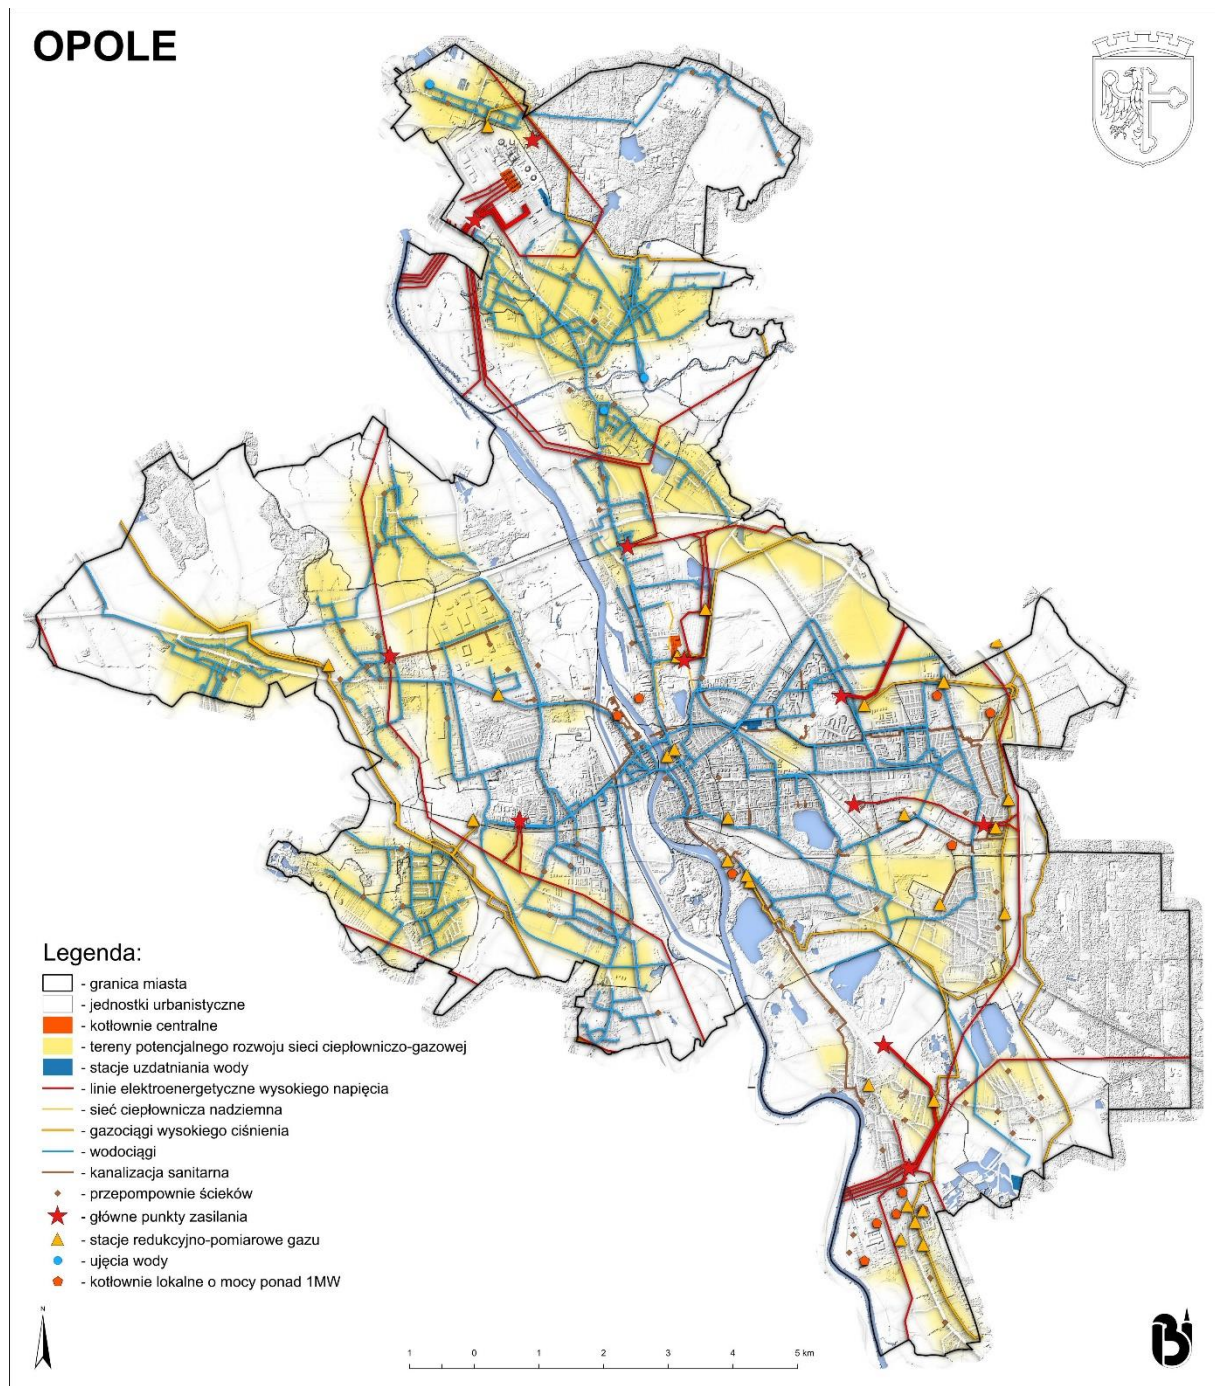 OPOLE
Legenda:
- granica miasta
- jednostki urbanistyczne
- kotłownie centralne
- tereny potencjalnego rozwoju sieci ciepłowniczo-gazowej
- stacje uzdatniania wody
- linie elektroenergetyczne wysokiego napięcia
- sieć ciepłownicza nadziemna
- gazociągi wysokiego ciśnienia
- wodociągi
- kanalizacja sanitarna
- przepompownie ścieków
- główne punkty zasilania
- stacje redukcyjno-pomiarowe gazu
- ujęcia wody
- kotłownie lokalne o mocy ponad 1MW
N
1 0 1 2 3 4 5 km